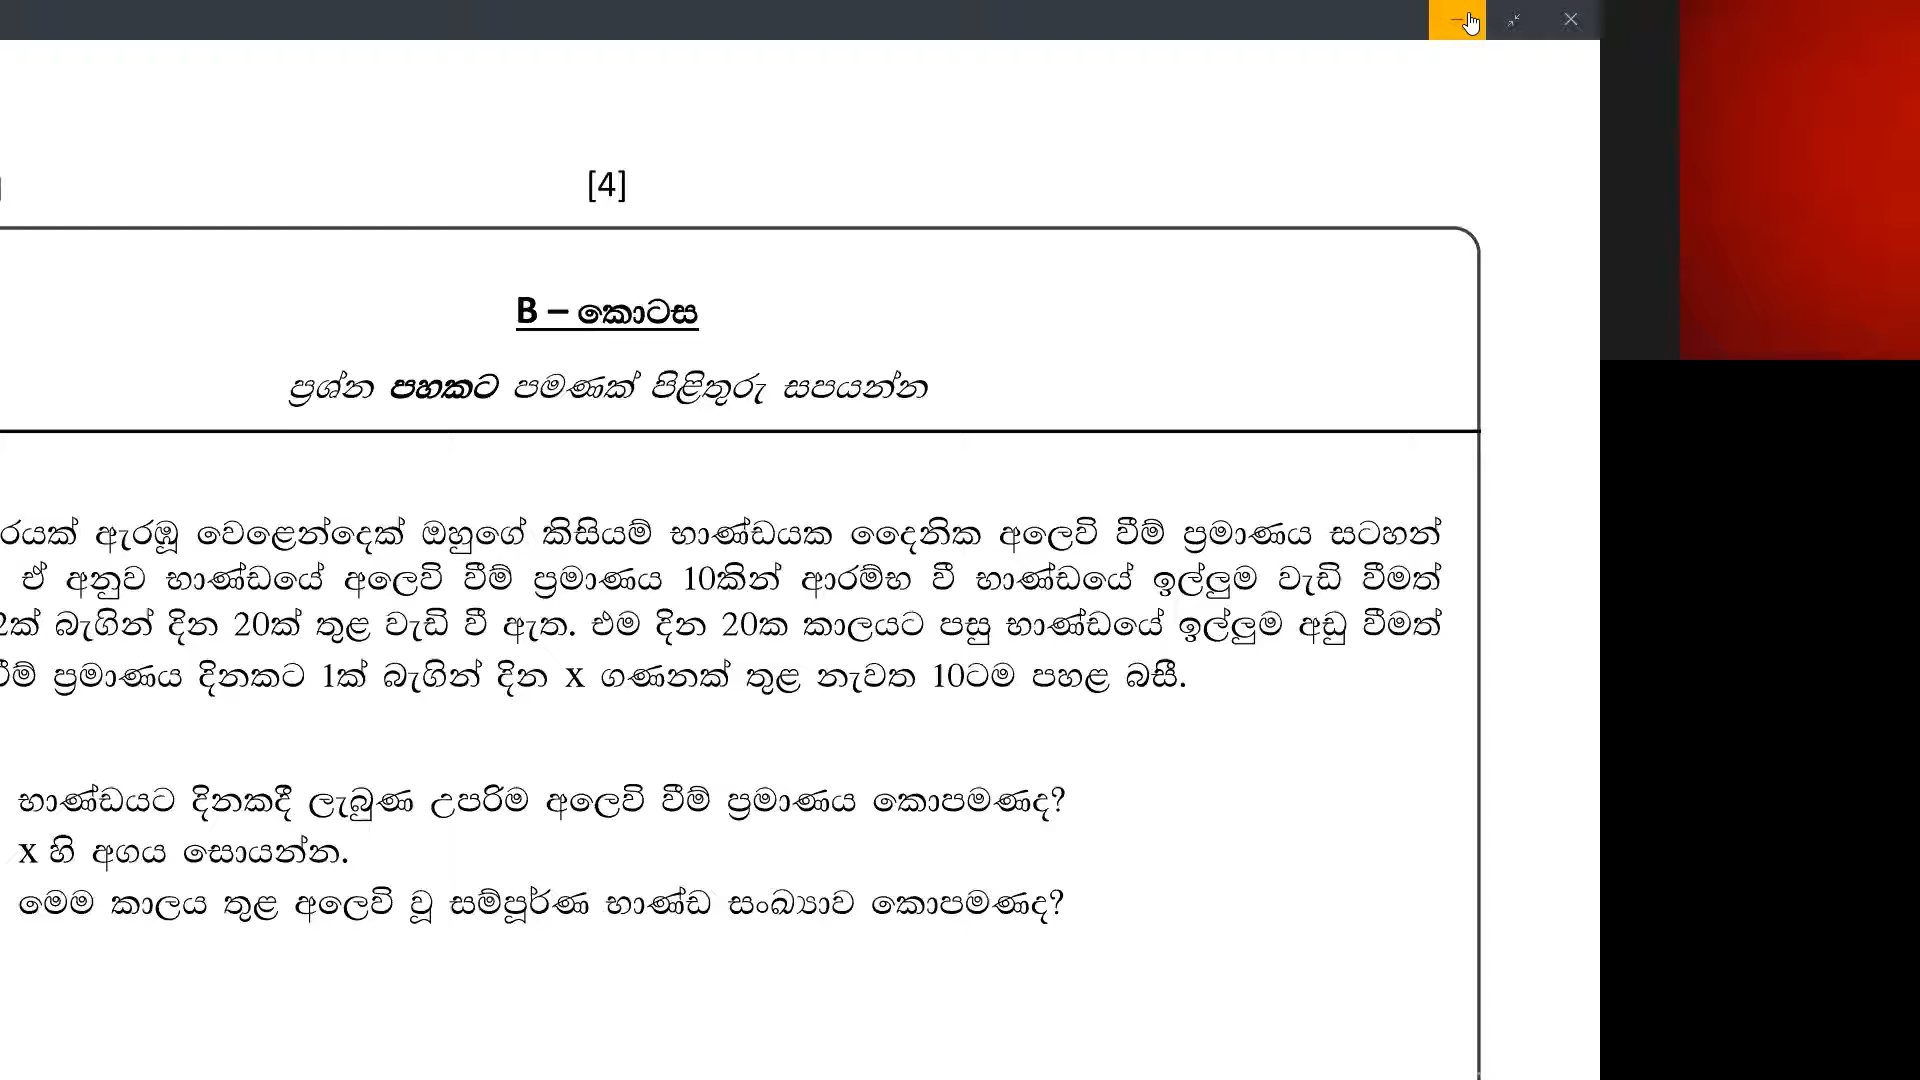 [4]
B – කොටස
ප්‍රශ්න පහකට පමණක් පිළිතුරු සපයන්න
රයක් ඇරඹූ වෙළෙන්දෙක් ඔහුගේ කිසියම් භාණ්ඩයක දෛනික අලෙවි වීම් ප්‍රමාණය සටහන්
ඒ අනුව භාණ්ඩයේ අලෙවි වීම් ප්‍රමාණය 10කින් ආරම්භ වී භාණ්ඩයේ ඉල්ලුම වැඩි වීමත්
2ක් බැගින් දින 20ක් තුළ වැඩි වී ඇත. එම දින 20ක කාලයට පසු භාණ්ඩයේ ඉල්ලුම අඩු වීමත්
වීම් ප්‍රමාණය දිනකට 1ක් බැගින් දින x ගණනක් තුළ නැවත 10ටම පහළ බසී.
භාණ්ඩයට දිනකදී ලැබුණ උපරිම අලෙවි වීම් ප්‍රමාණය කොපමණද?
x හි අගය සොයන්න.
මෙම කාලය තුළ අලෙවි වූ සම්පූර්ණ භාණ්ඩ සංඛ්‍යාව කොපමණද?